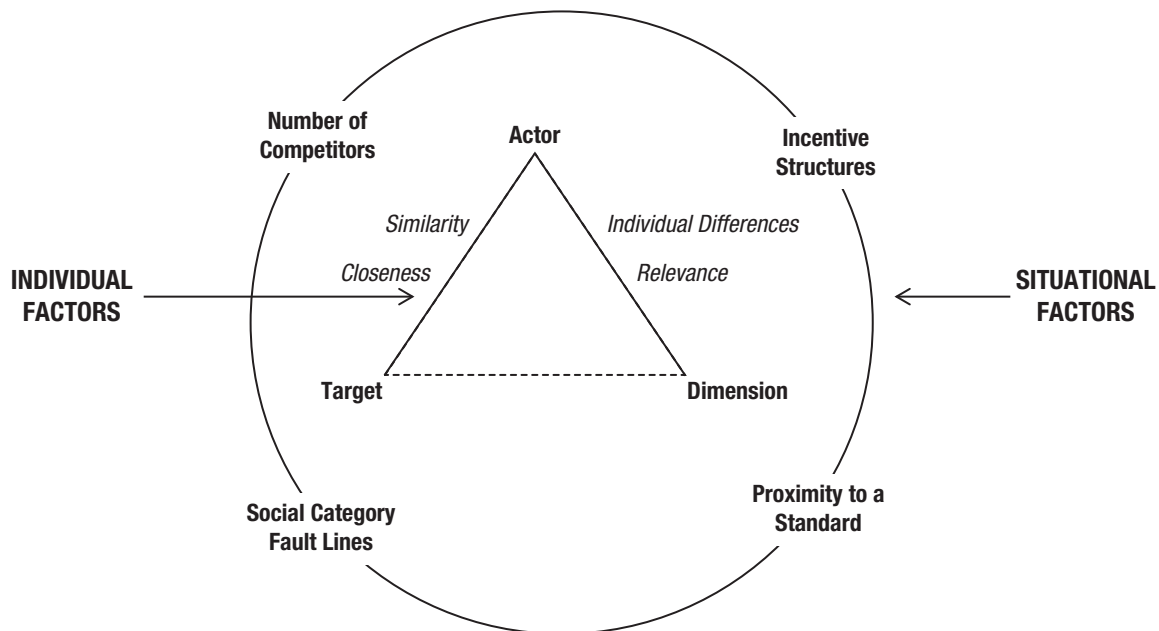 Number of
Competitors
Actor
Incentive
Structures
Similarity
Individual Differences
Closeness
Relevance
INDIVIDUAL
FACTORS
SITUATIONAL
FACTORS
Target
Dimension
Social Category
Fault Lines
Proximity to a
Standard